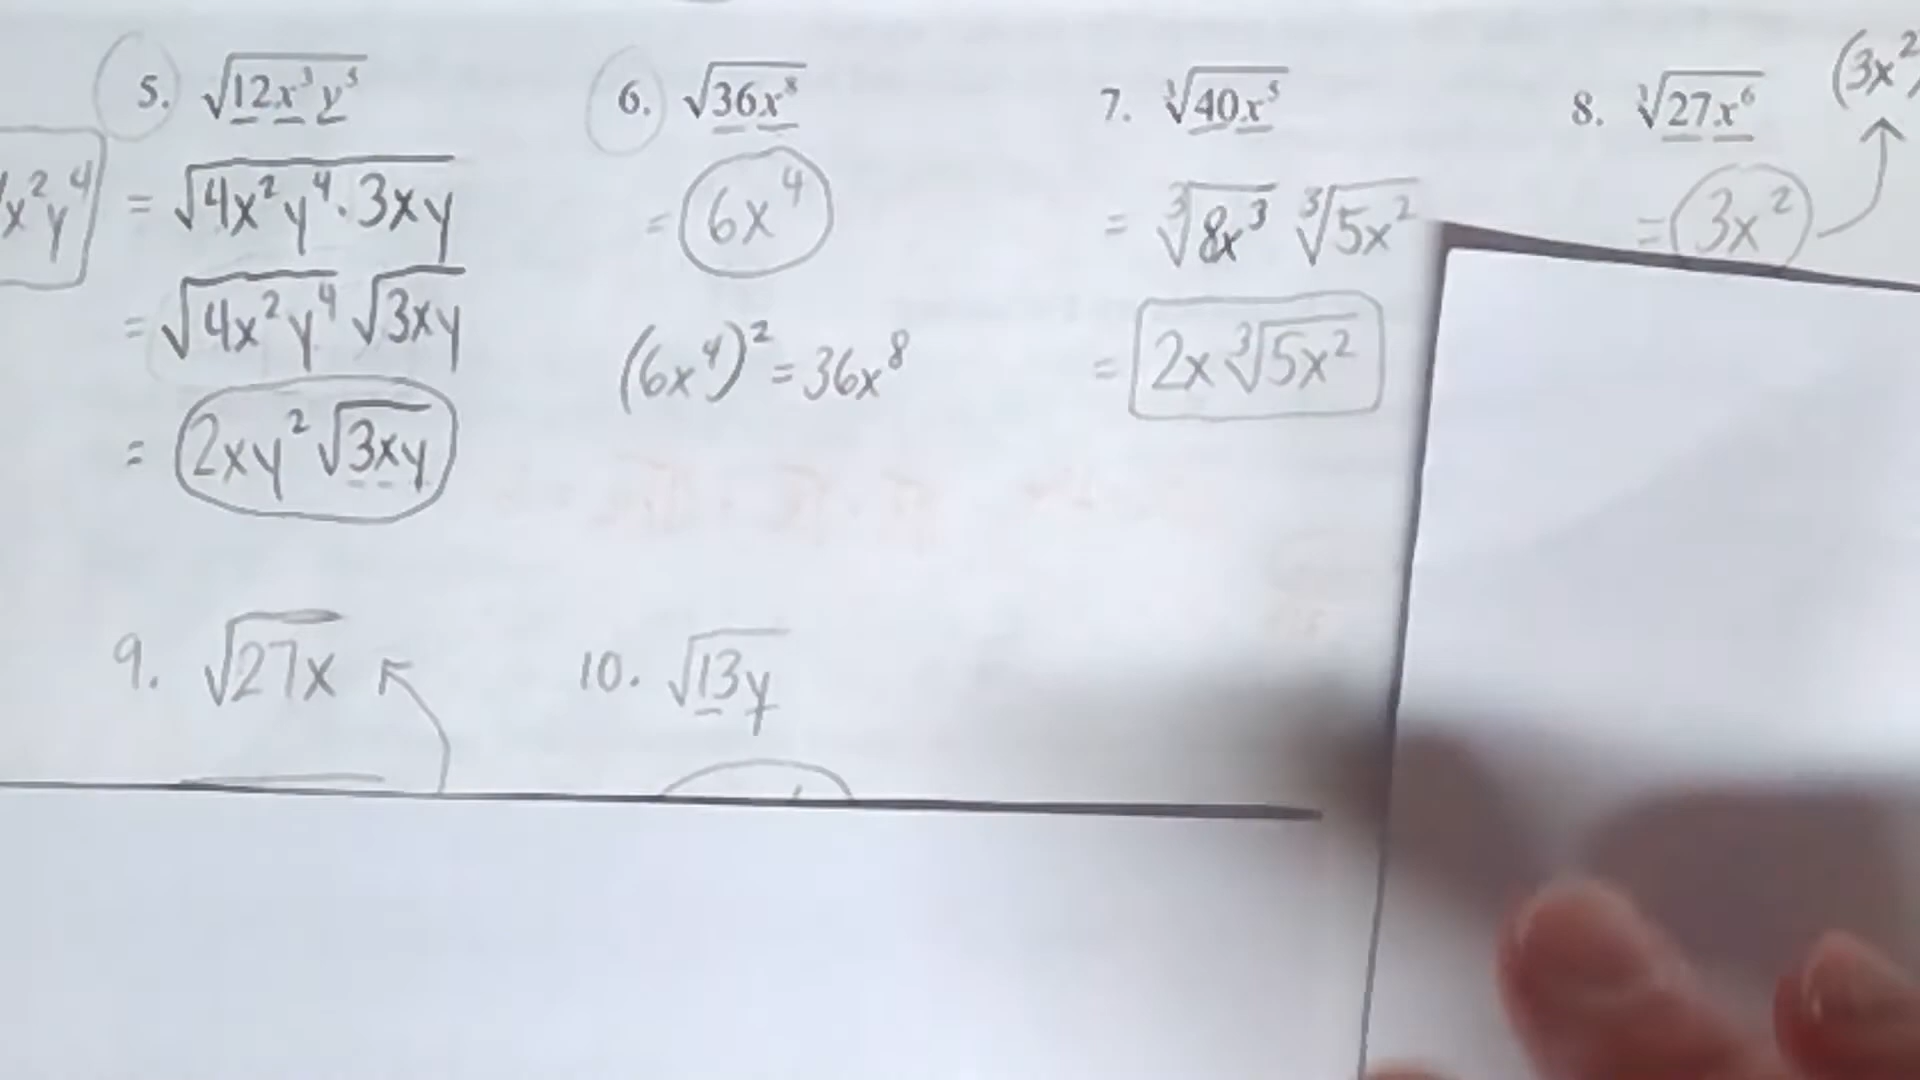 5. √12x³y⁵
= √4x²y⁴·3xy
= √4x²y⁴ √3xy
= 2xy²√3xy
6. √36x⁸
= 6x⁴
(6x⁴)² = 36x⁸
7. ∛40x⁵
= ∛8x³ ∛5x²
= 2x∛5x²
8. ∛27x⁶
= 3x²
(3x²)
x²y⁴
9. √27x
10. √13y